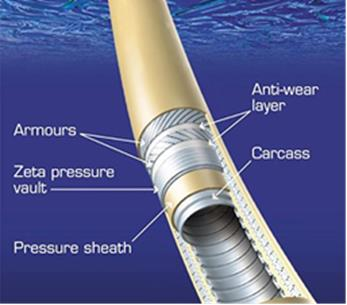 Anti-wear
layer
Armours
Carcass
Zeta pressure
vault
Pressure sheath